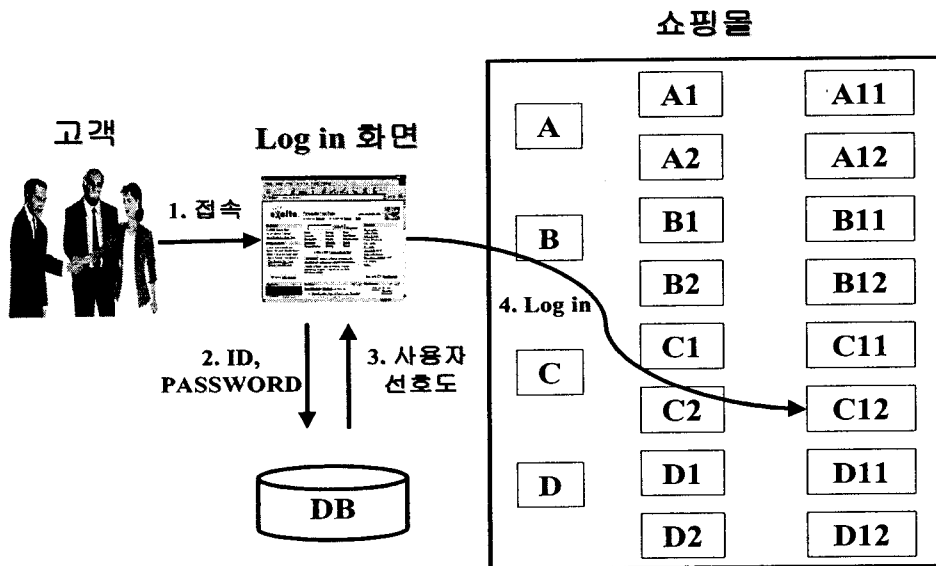 쇼핑몰
고객
Log in 화면
1. 접속
2. ID,
PASSWORD
3. 사용자
선호도
DB
4. Log in
A
B
C
D
A1
A2
B1
B2
C1
C2
D1
D2
A11
A12
B11
B12
C11
C12
D11
D12